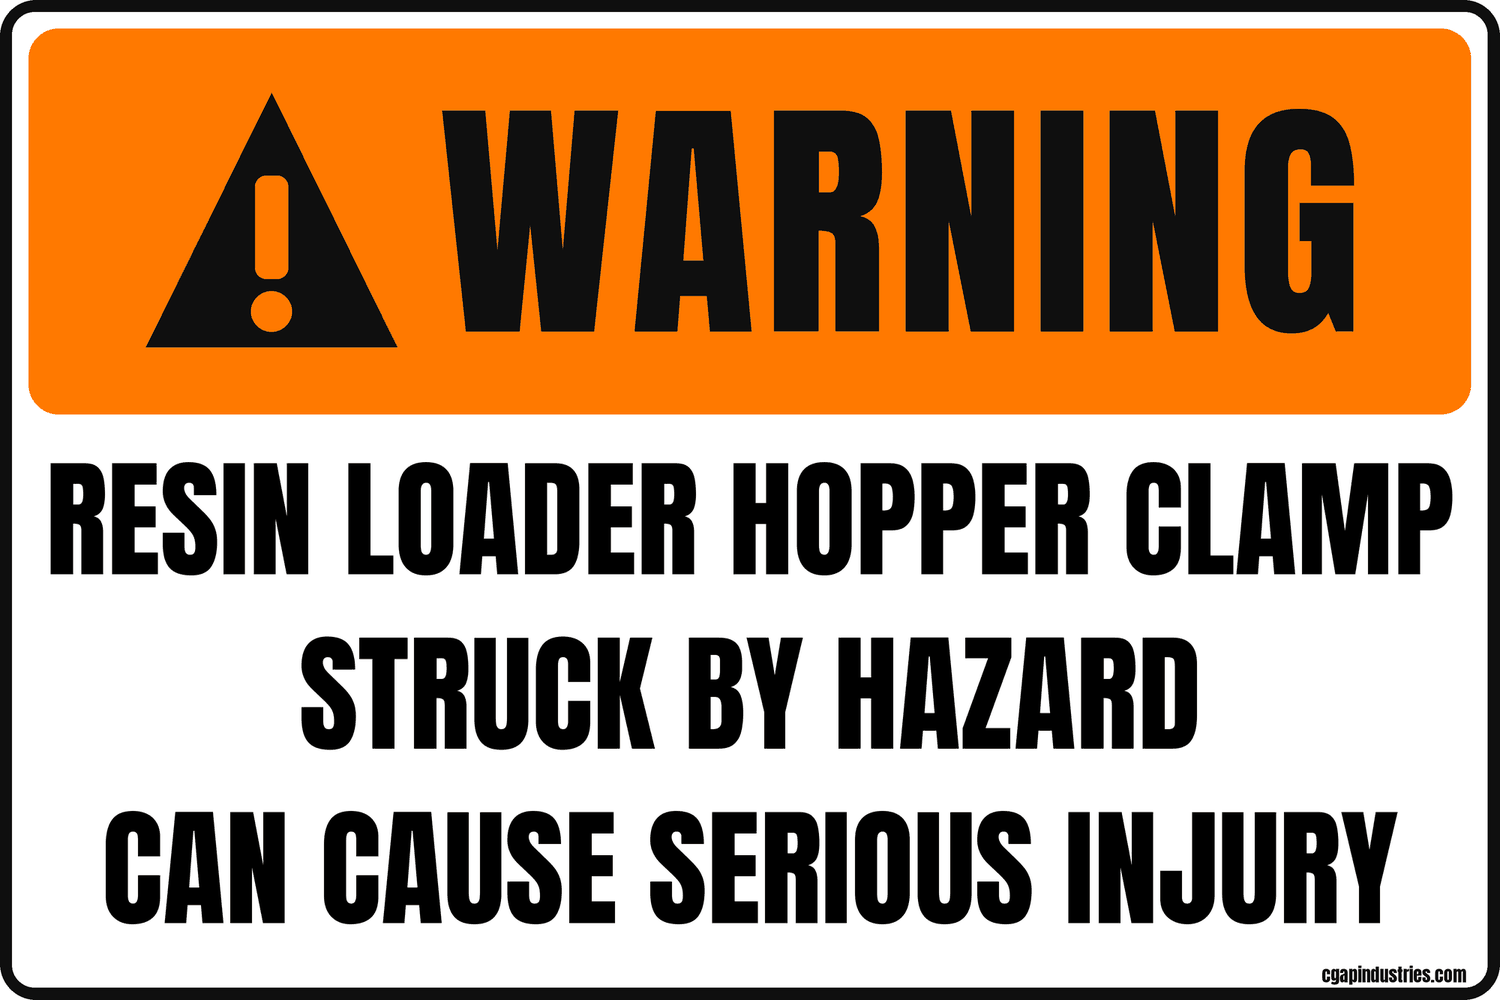 WARNING
RESIN LOADER HOPPER CLAMP
STRUCK BY HAZARD
CAN CAUSE SERIOUS INJURY
cgapindustries.com